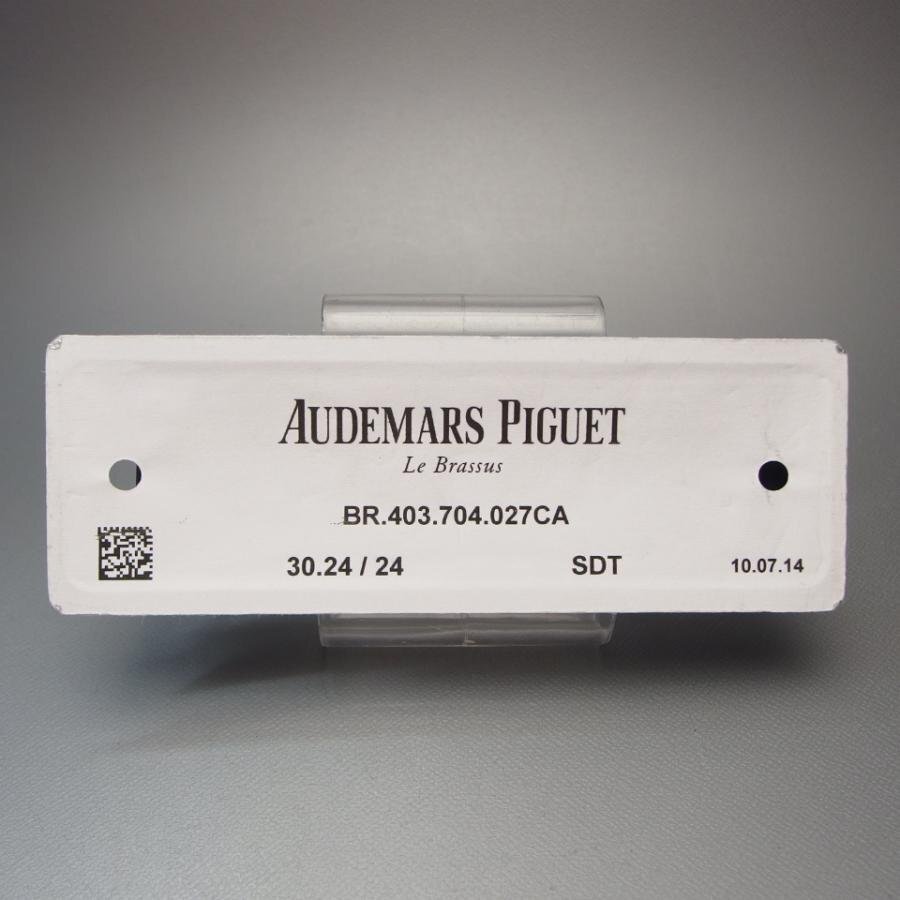 AUDEMARS PIGUET
Le Brassus
BR.403.704.027CA
30.24 / 24 SDT 10.07.14